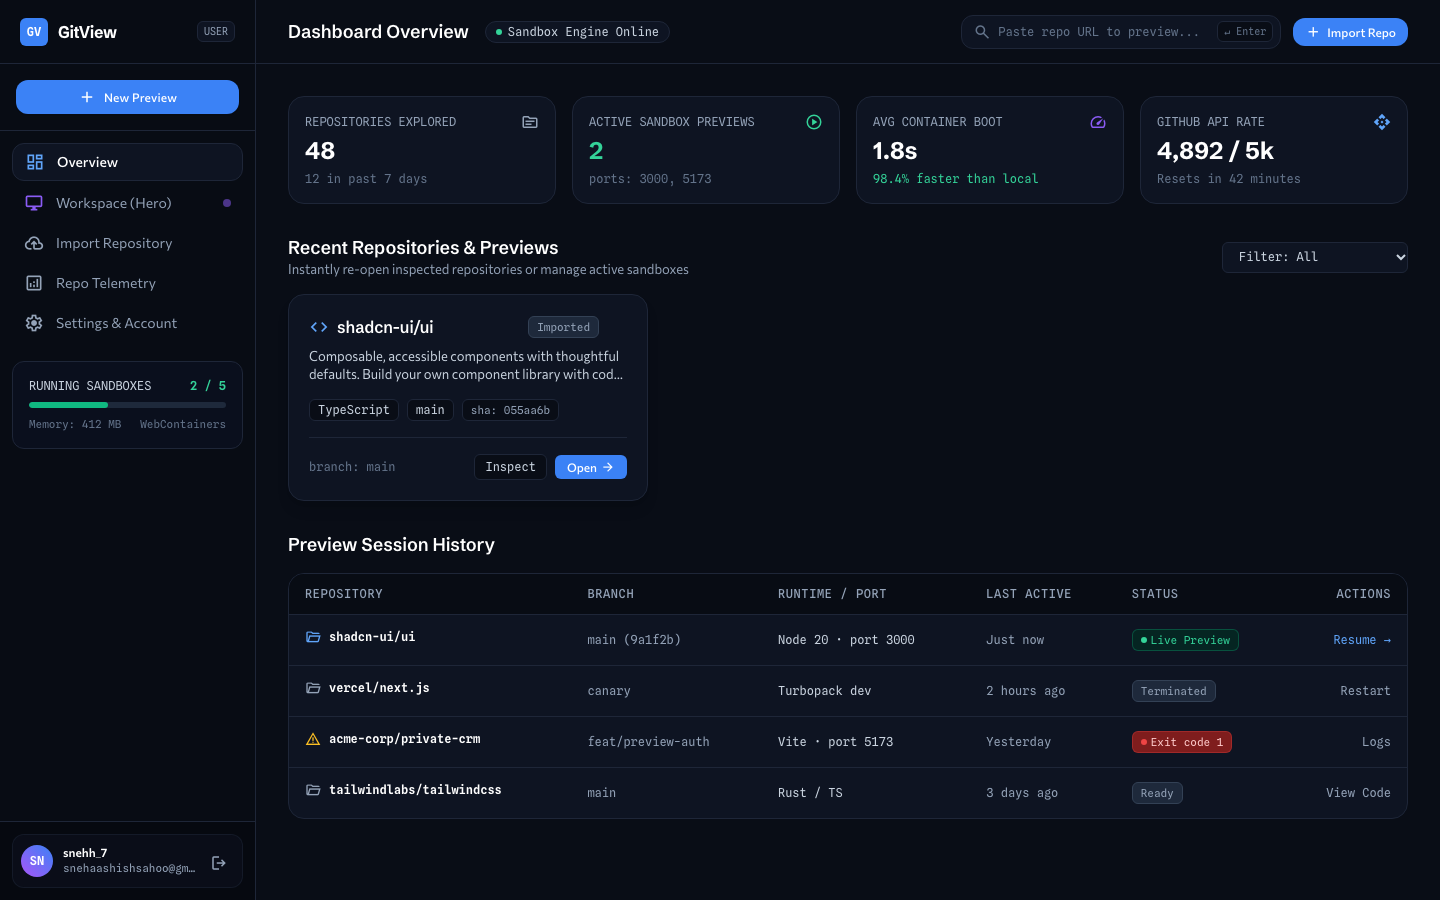 GV GitView USER
New Preview
Overview
Workspace (Hero)
Import Repository
Repo Telemetry
Settings & Account
RUNNING SANDBOXES 2 / 5
Memory: 412 MB WebContainers
SN snehh_7
snehaashishsahoo@gm…
Dashboard Overview Sandbox Engine Online Paste repo URL to preview... ↵ Enter Import Repo
REPOSITORIES EXPLORED
48
12 in past 7 days
ACTIVE SANDBOX PREVIEWS
2
ports: 3000, 5173
AVG CONTAINER BOOT
1.8s
98.4% faster than local
GITHUB API RATE
4,892 / 5k
Resets in 42 minutes
Recent Repositories & Previews
Instantly re-open inspected repositories or manage active sandboxes
Filter: All
shadcn-ui/ui Imported
Composable, accessible components with thoughtful
defaults. Build your own component library with cod...
TypeScript main sha: 055aa6b
branch: main Inspect Open →
Preview Session History
REPOSITORY BRANCH RUNTIME / PORT LAST ACTIVE STATUS ACTIONS
shadcn-ui/ui main (9a1f2b) Node 20 · port 3000 Just now Live Preview Resume →
vercel/next.js canary Turbopack dev 2 hours ago Terminated Restart
acme-corp/private-crm feat/preview-auth Vite · port 5173 Yesterday Exit code 1 Logs
tailwindlabs/tailwindcss main Rust / TS 3 days ago Ready View Code